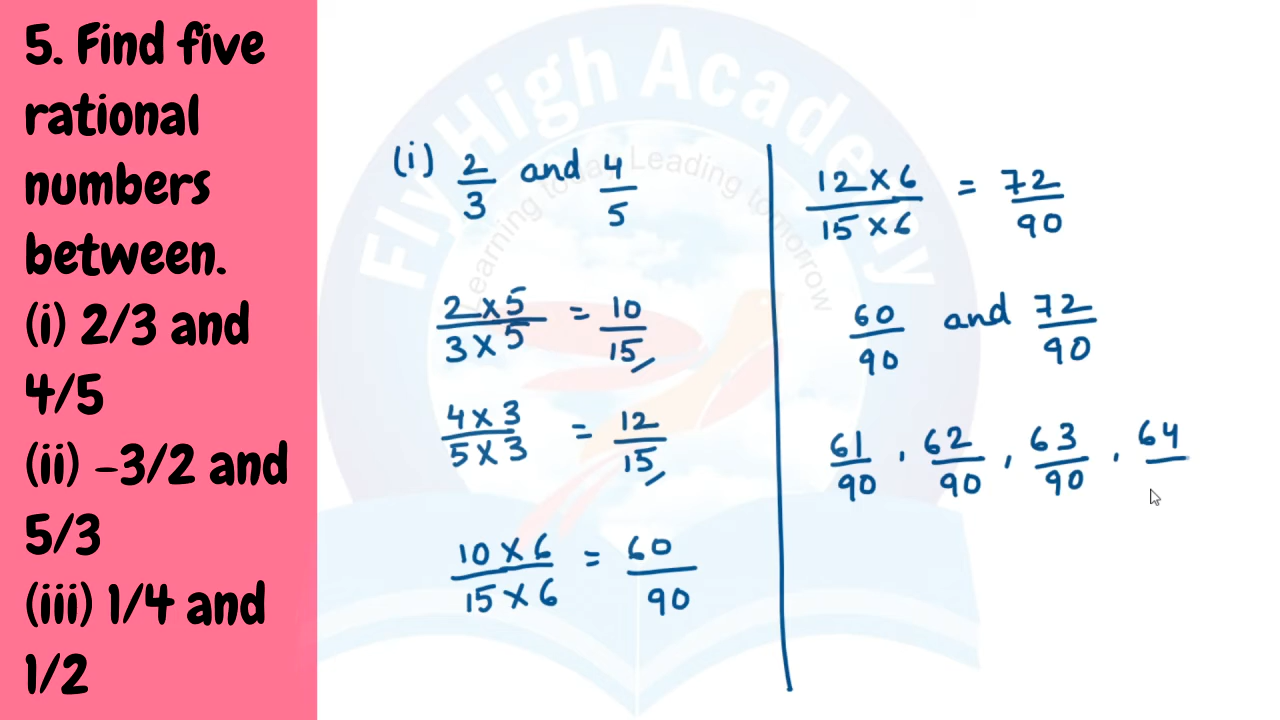 5. Find five
rational
numbers
between.
(i) 2/3 and
4/5
(ii) -3/2 and
5/3
(iii) 1/4 and
1/2
Fly High Academy
Learning today Leading tomorrow
(i) 2/3 and 4/5
2 × 5 / 3 × 5 = 10/15
4 × 3 / 5 × 3 = 12/15
10 × 6 / 15 × 6 = 60/90
12 × 6 / 15 × 6 = 72/90
60/90 and 72/90
61/90 , 62/90 , 63/90 , 64/